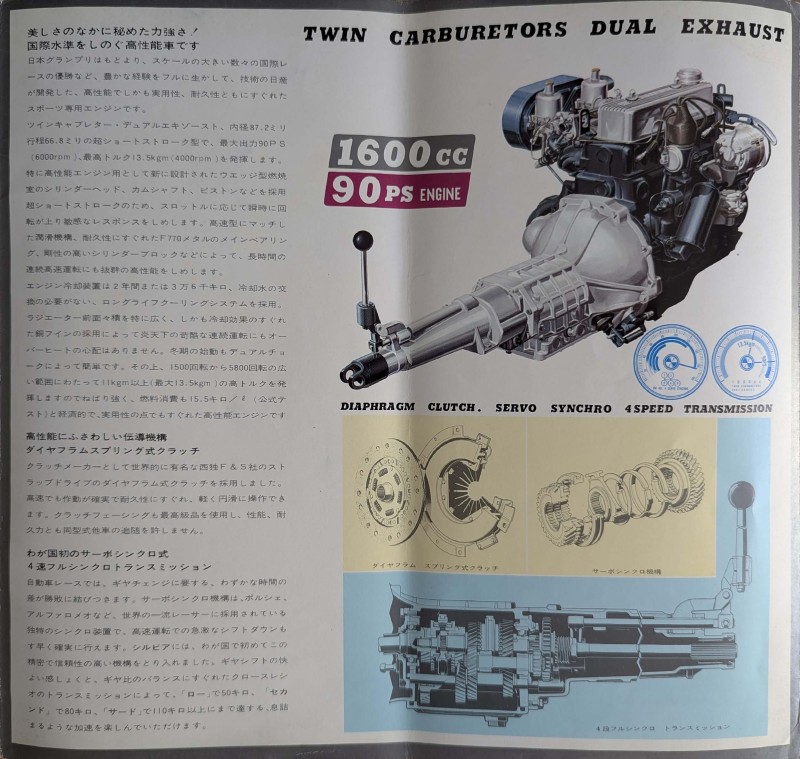 美しさのなかに秘めた力強さ!
国際水準をしのぐ高性能車です
日本グランプリはもとより、スケールの大きい数々の国際レ
ースの優勝など、豊かな経験をフルに生かして、技術の日産
が開発した、高性能でしかも実用性、耐久性ともにすぐれた
スポーツ専用エンジンです。
ツインキャブレター・デュアルエキゾースト、内径87.2ミリ
行程66.8ミリの超ショートストローク型で、最大出力90PS
(6000rpm)、最高トルク13.5kgm(4000rpm)を発揮します。
特に高性能エンジン用として新に設計されたウエッジ型燃焼
室のシリンダーヘッド、カムシャフト、ピストンなどを採用
超ショートストロークのため、スロットルに応じて瞬時に回
転が上り敏感なレスポンスをしめします。高速型にマッチし
た潤滑機構、耐久性にすぐれたF770メタルのメインベアリン
グ、剛性の高いシリンダーブロックなどによって、長時間の
連続高速運転にも抜群の高性能をしめします。
エンジン冷却装置は2年間または3万6千キロ、冷却水の交
換の必要がない、ロングライフクーリングシステムを採用。
ラジエーター前面々積を特に広く、しかも冷却効果のすぐれ
た銅フインの採用によって炎天下の苛酷な連続運転にもオー
バーヒートの心配はありません。冬期の始動もデュアルチョ
ークによって簡単です。その上、1500回転から5800回転の広
い範囲にわたって11kgm以上(最大13.5kgm)の高トルクを発
揮しますのでねばり強く、燃料消費も15.5キロ/ℓ(公式テ
スト)と経済的で、実用性の点でもすぐれた高性能エンジンです
高性能にふさわしい伝導機構
ダイヤフラムスプリング式クラッチ
クラッチメーカーとして世界的に有名な西独F&S社のスト
ラップドライブのダイヤフラム式クラッチを採用しました。
高速でも作動が確実で耐久性にすぐれ、軽く円滑に操作でき
ます。クラッチフェーシングも最高級品を使用し、性能、耐
久力とも同型式他車の追随を許しません。
わが国初のサーボシンクロ式
4速フルシンクロトランスミッション
自動車レースでは、ギヤチェンジに要する、わずかな時間の
差が勝敗に結びつきます。サーボシンクロ機構は、ポルシェ、
アルファロメオなど、世界の一流レーサーに採用されている
独特のシンクロ装置で、高速運転での急激なシフトダウンも
す早く確実に行えます。シルビアには、わが国で初めてこの
精密で信頼性の高い機構をとり入れました。ギヤシフトの快
よい感じょくと、ギヤ比のバランスにすぐれたクロースレシ
オのトランスミッションによって、「ロー」で50キロ、「セカ
ンド」で80キロ、「サード」で110キロ以上にまで達する、息詰
まるような加速を楽しんでいただけます。
TWIN CARBURETORS DUAL EXHAUST
1600CC
90PS ENGINE
DIAPHRAGM CLUTCH. SERVO SYNCHRO 4SPEED TRANSMISSION
ダイヤフラム スプリング式クラッチ
サーボシンクロ機構
4速フルシンクロ トランスミッション